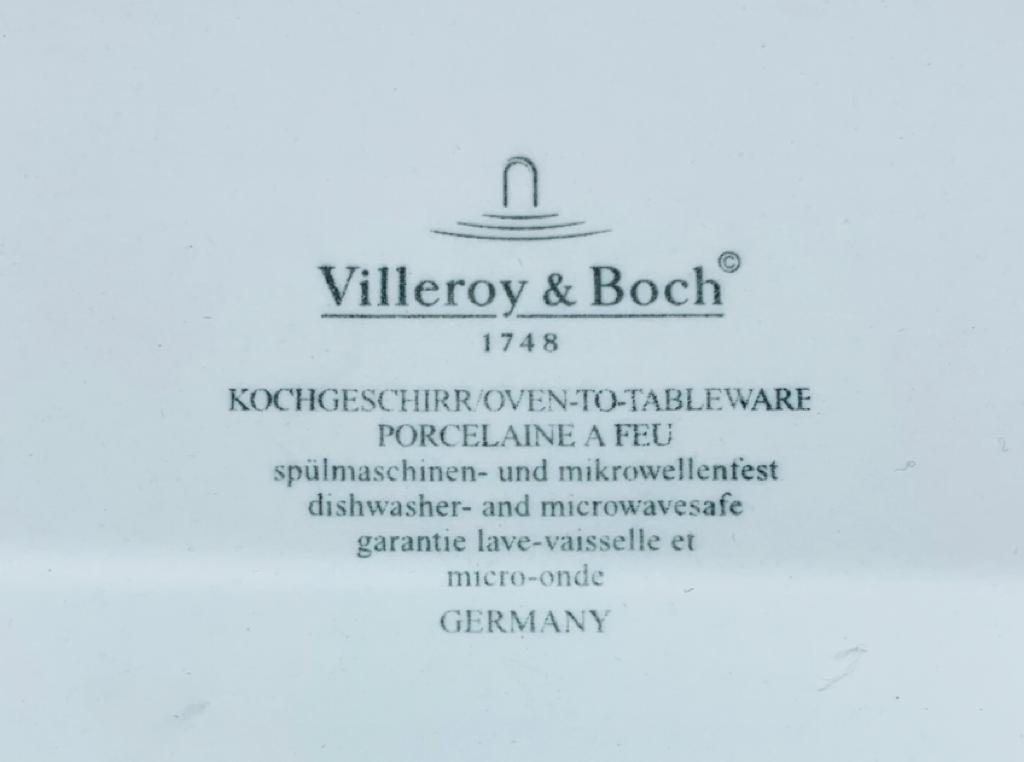 Villeroy & Boch©
1748
KOCHGESCHIRR/OVEN-TO-TABLEWARE
PORCELAINE A FEU
spülmaschinen- und mikrowellenfest
dishwasher- and microwavesafe
garantie lave-vaisselle et
micro-onde
GERMANY